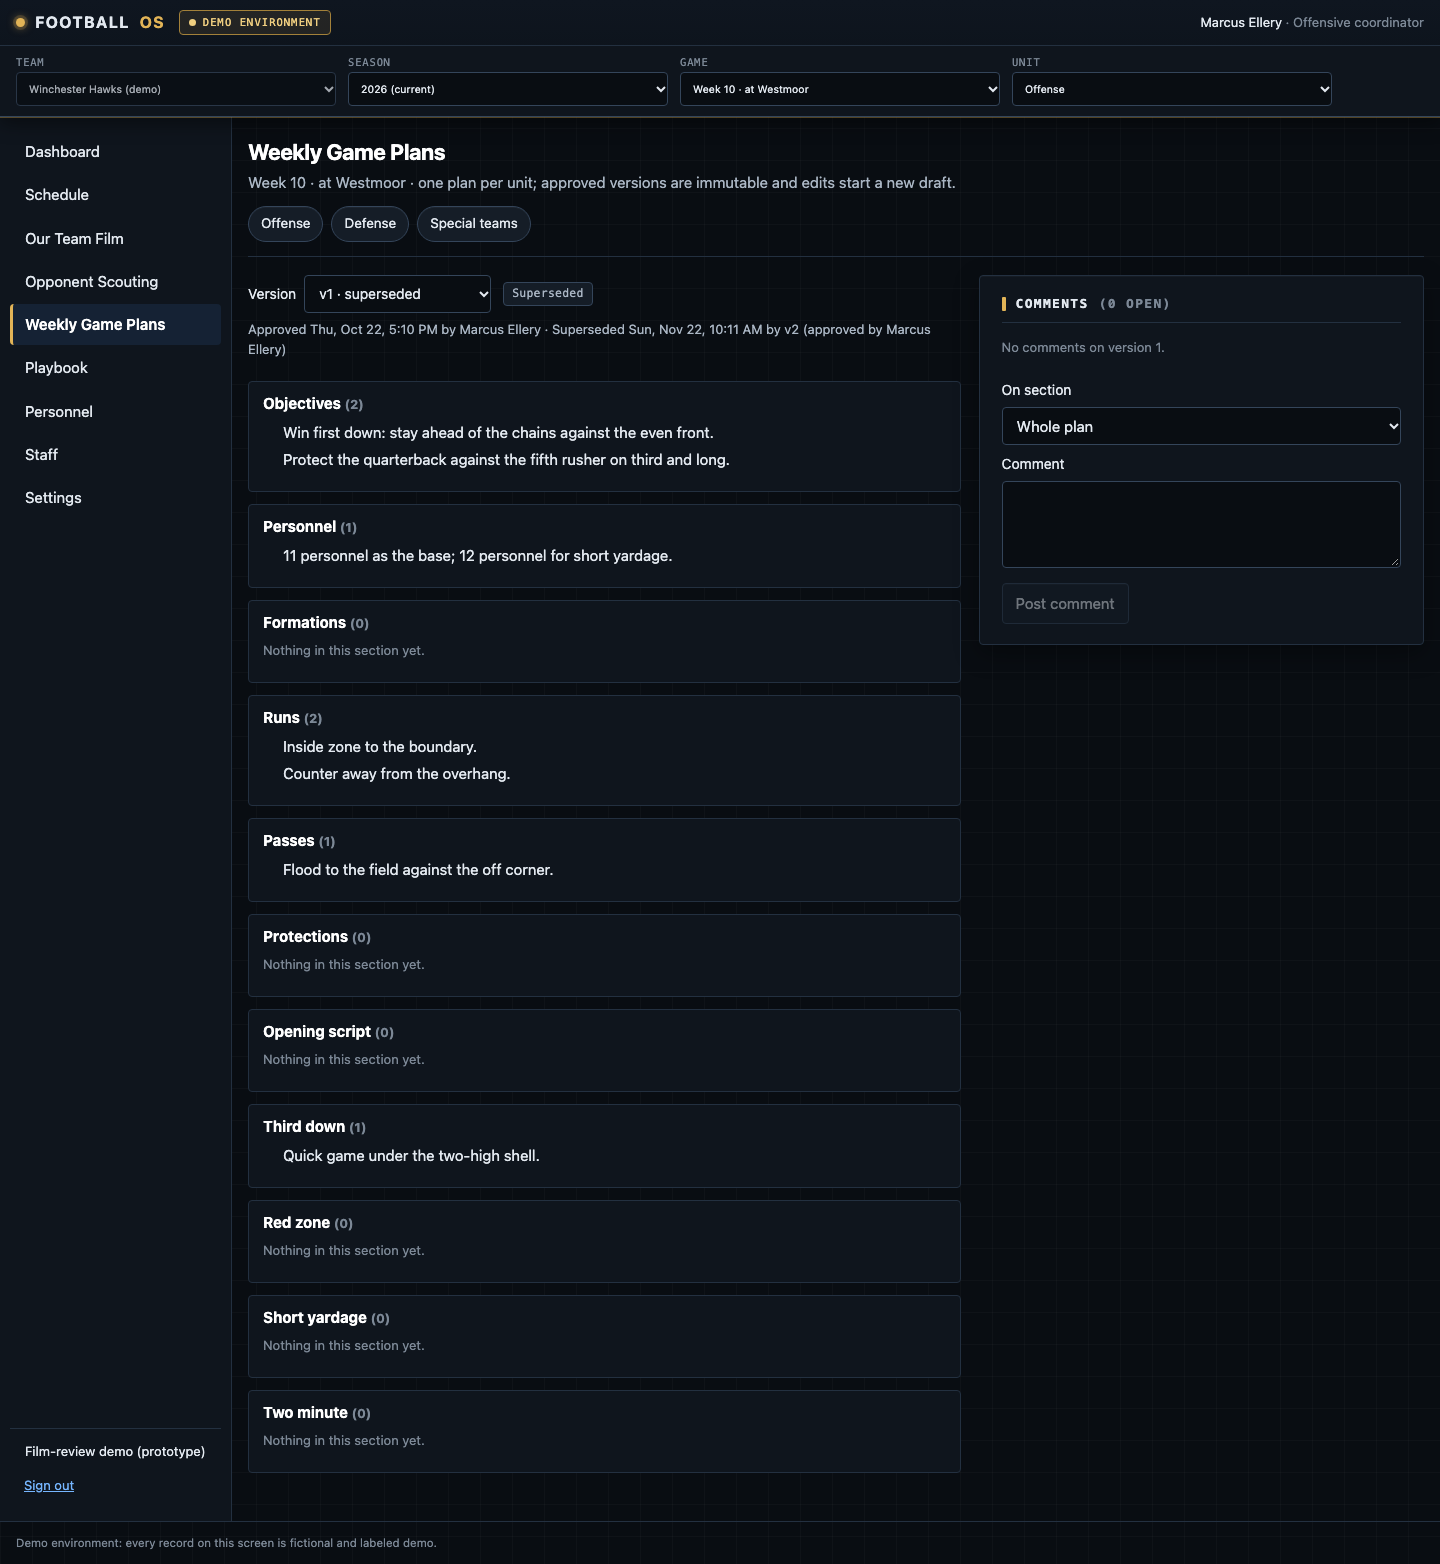 FOOTBALL OS
DEMO ENVIRONMENT
Marcus Ellery · Offensive coordinator
TEAM
Winchester Hawks (demo)
SEASON
2026 (current)
GAME
Week 10 · at Westmoor
UNIT
Offense
Dashboard
Schedule
Our Team Film
Opponent Scouting
Weekly Game Plans
Playbook
Personnel
Staff
Settings
Film-review demo (prototype)
Sign out
Weekly Game Plans
Week 10 · at Westmoor · one plan per unit; approved versions are immutable and edits start a new draft.
Offense
Defense
Special teams
Version
v1 · superseded
Superseded
Approved Thu, Oct 22, 5:10 PM by Marcus Ellery · Superseded Sun, Nov 22, 10:11 AM by v2 (approved by Marcus
Ellery)
Objectives (2)
Win first down: stay ahead of the chains against the even front.
Protect the quarterback against the fifth rusher on third and long.
Personnel (1)
11 personnel as the base; 12 personnel for short yardage.
Formations (0)
Nothing in this section yet.
Runs (2)
Inside zone to the boundary.
Counter away from the overhang.
Passes (1)
Flood to the field against the off corner.
Protections (0)
Nothing in this section yet.
Opening script (0)
Nothing in this section yet.
Third down (1)
Quick game under the two-high shell.
Red zone (0)
Nothing in this section yet.
Short yardage (0)
Nothing in this section yet.
Two minute (0)
Nothing in this section yet.
COMMENTS (0 OPEN)
No comments on version 1.
On section
Whole plan
Comment
Post comment
Demo environment: every record on this screen is fictional and labeled demo.